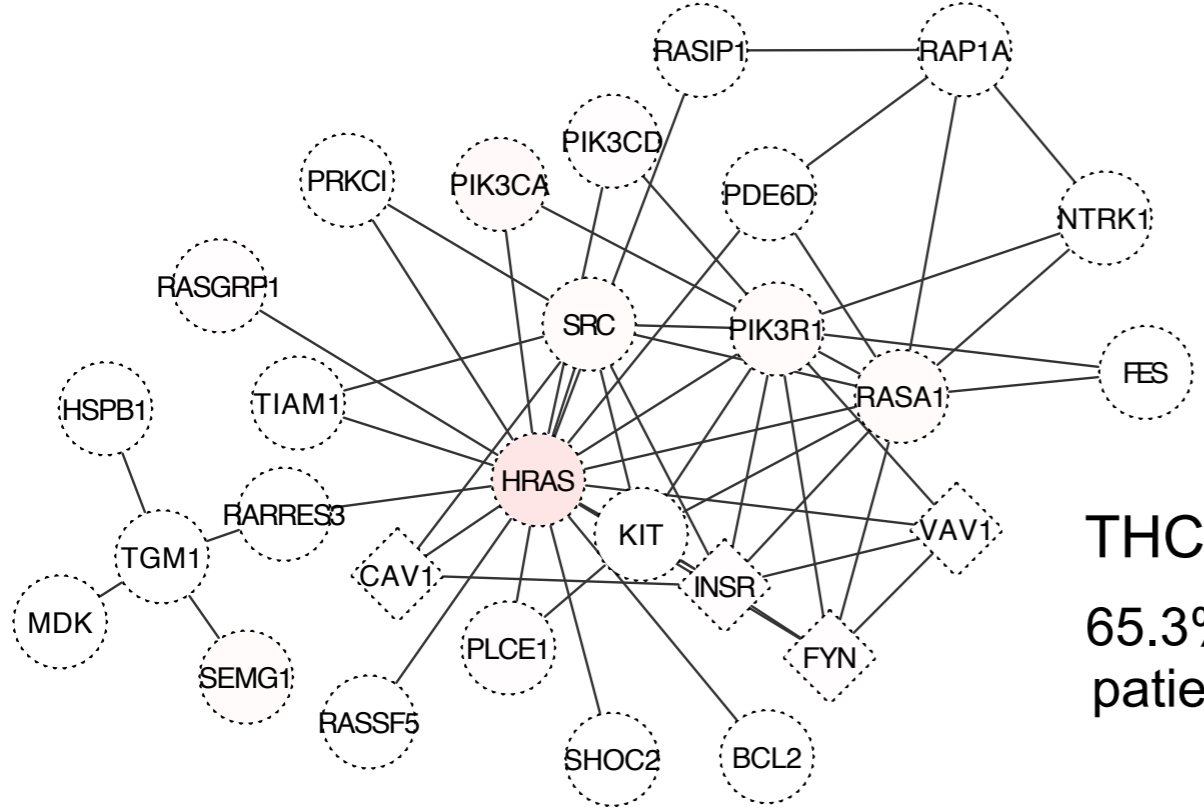 RASIP1
RAP1A
PIK3CD
PRKCI
PIK3CA
PDE6D
NTRK1
RASGRP1
SRC
PIK3R1
FES
HSPB1
TIAM1
RASA1
HRAS
RARRES3
KIT
VAV1
TGM1
CAV1
INSR
THC
MDK
PLCE1
FYN
65.3%
patie
SEMG1
RASSF5
SHOC2
BCL2